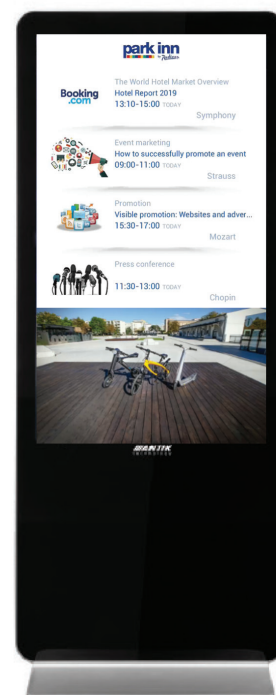 park inn
by Radisson
Booking
.com
The World Hotel Market Overview
Hotel Report 2019
13:10-15:00 TODAY
Symphony
Event marketing
How to successfully promote an event
09:00-11:00 TODAY
Strauss
Promotion
Visible promotion: Websites and adver...
15:30-17:00 TODAY
Mozart
Press conference
11:30-13:00 TODAY
Chopin
TECHNOLOGY